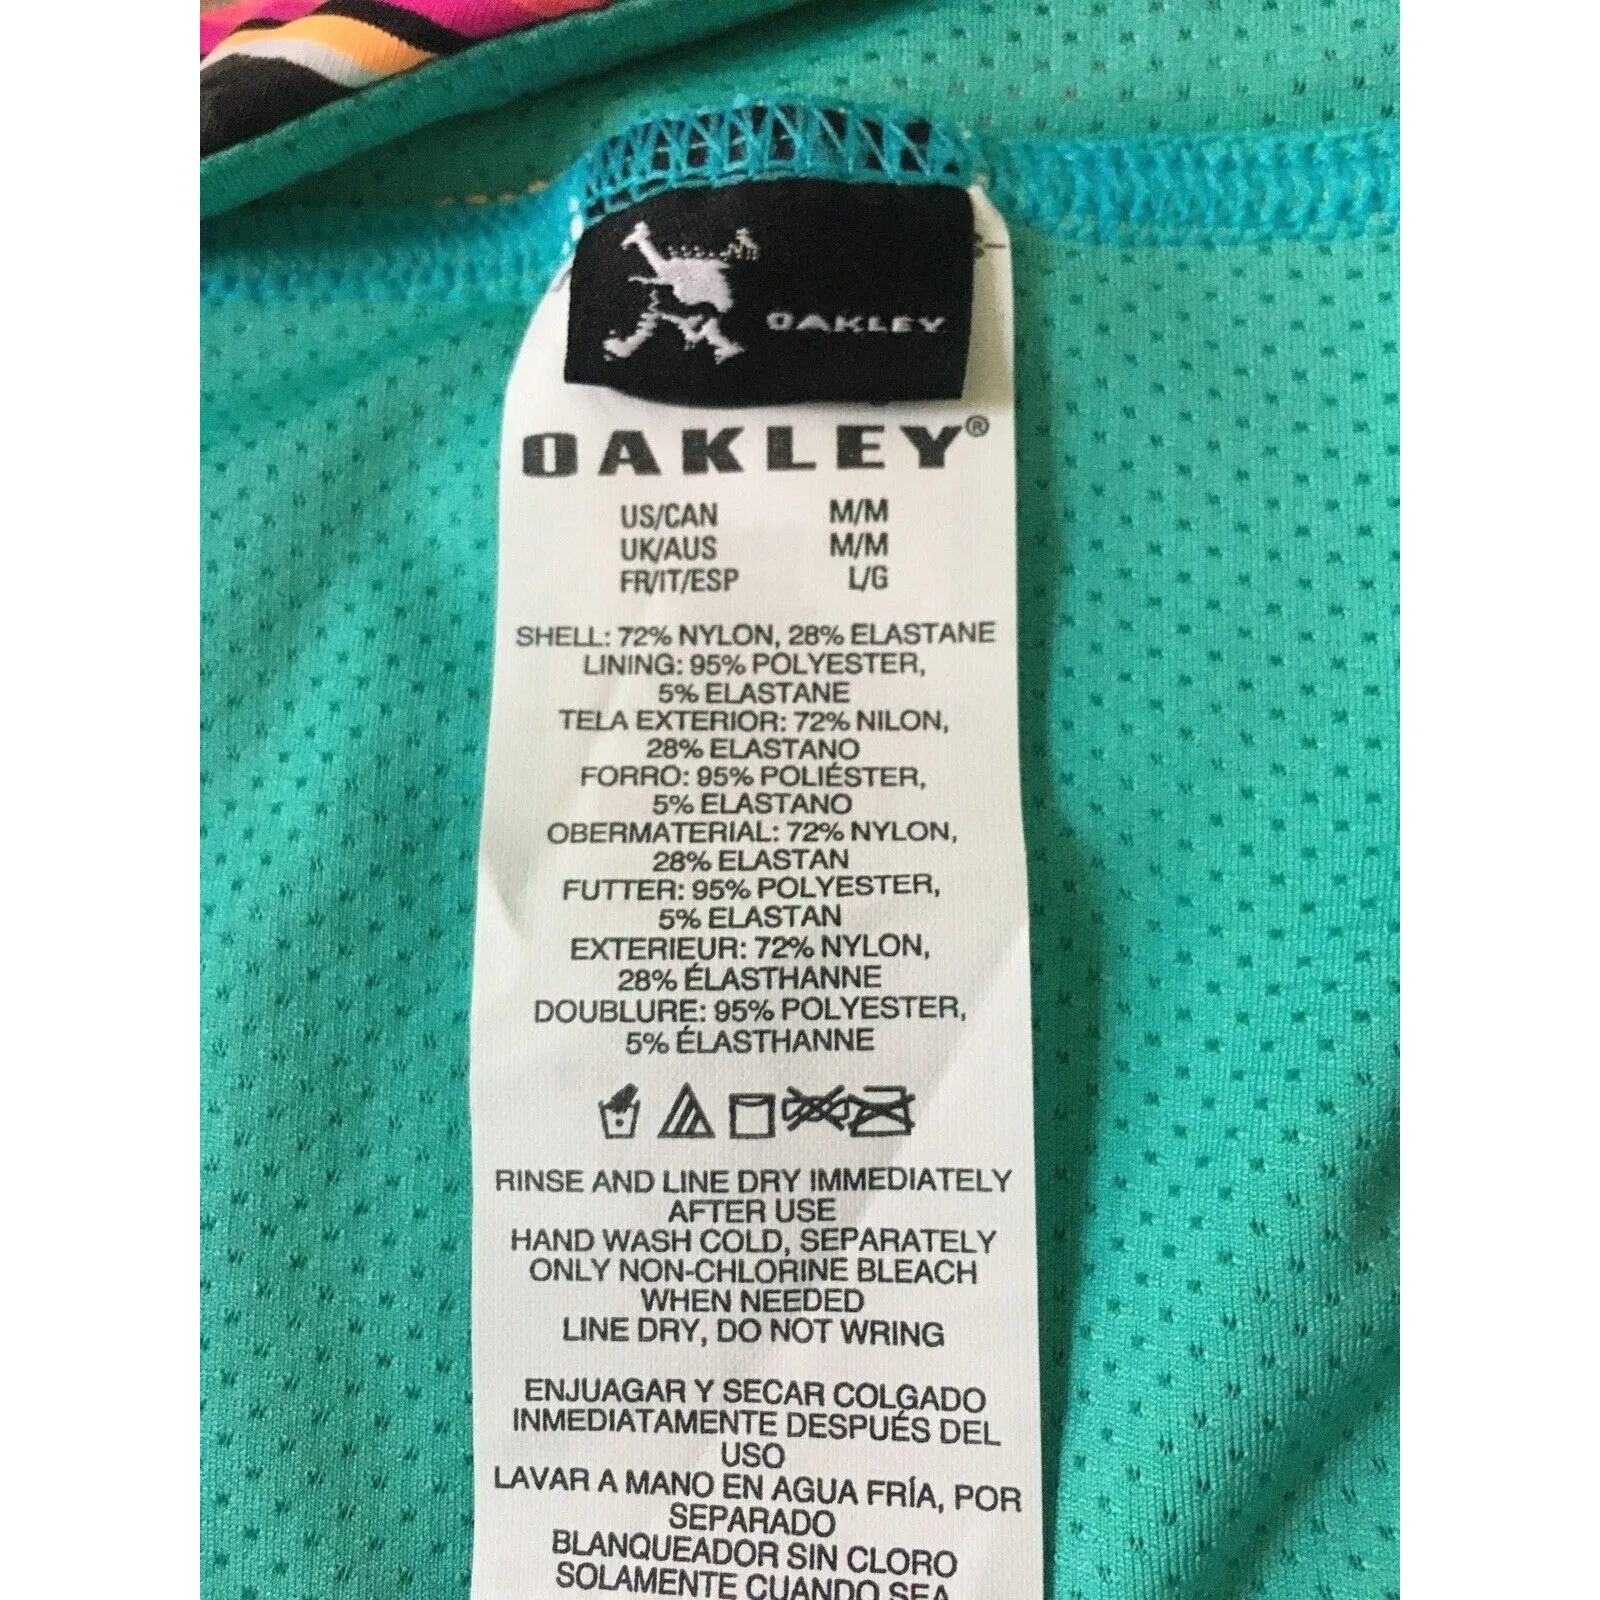 OAKLEY
OAKLEY®
US/CAN M/M
UK/AUS M/M
FR/IT/ESP L/G
SHELL: 72% NYLON, 28% ELASTANE
LINING: 95% POLYESTER,
5% ELASTANE
TELA EXTERIOR: 72% NILON,
28% ELASTANO
FORRO: 95% POLIÉSTER,
5% ELASTANO
OBERMATERIAL: 72% NYLON,
28% ELASTAN
FUTTER: 95% POLYESTER,
5% ELASTAN
EXTERIEUR: 72% NYLON,
28% ÉLASTHANNE
DOUBLURE: 95% POLYESTER,
5% ÉLASTHANNE
RINSE AND LINE DRY IMMEDIATELY
AFTER USE
HAND WASH COLD, SEPARATELY
ONLY NON-CHLORINE BLEACH
WHEN NEEDED
LINE DRY, DO NOT WRING
ENJUAGAR Y SECAR COLGADO
INMEDIATAMENTE DESPUÉS DEL
USO
LAVAR A MANO EN AGUA FRÍA, POR
SEPARADO
BLANQUEADOR SIN CLORO
SOLAMENTE CUANDO SEA